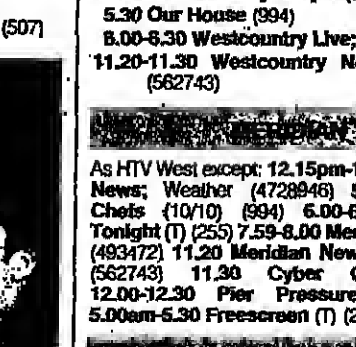 (507)
5.30 Our House (994)
6.00-6.30 Westcountry Live;
11.20-11.30 Westcountry N
(562743)
MERIDIAN
As HTV West except: 12.15pm-1
News; Weather (4728946)
Chefs (10/10) (994) 6.00-6
Tonight (T) (255) 7.59-8.00 Mer
(493472) 11.20 Meridian New
(562743) 11.30 Cyber
12.00-12.30 Pier Pressure
5.00am-5.30 Freescreen (T) (2